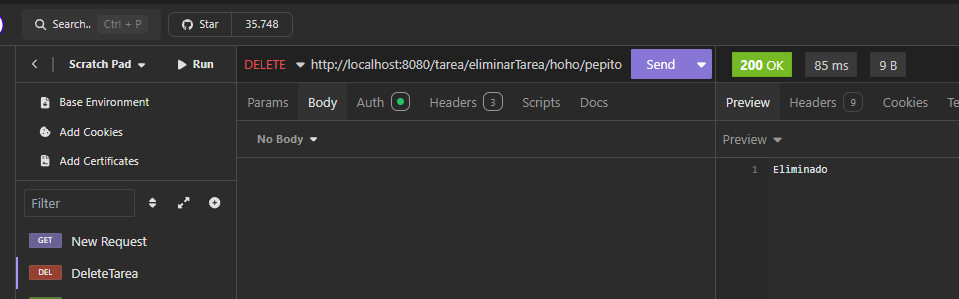 Search.. Ctrl + P Star 35.748
Scratch Pad Run
DELETE http://localhost:8080/tarea/eliminarTarea/hoho/pepito Send 200 OK 85 ms 9 B
Base Environment
Add Cookies
Add Certificates
Params Body Auth Headers 3 Scripts Docs
Preview Headers 9 Cookies Te
No Body
Preview
1 Eliminado
Filter
GET New Request
DEL DeleteTarea